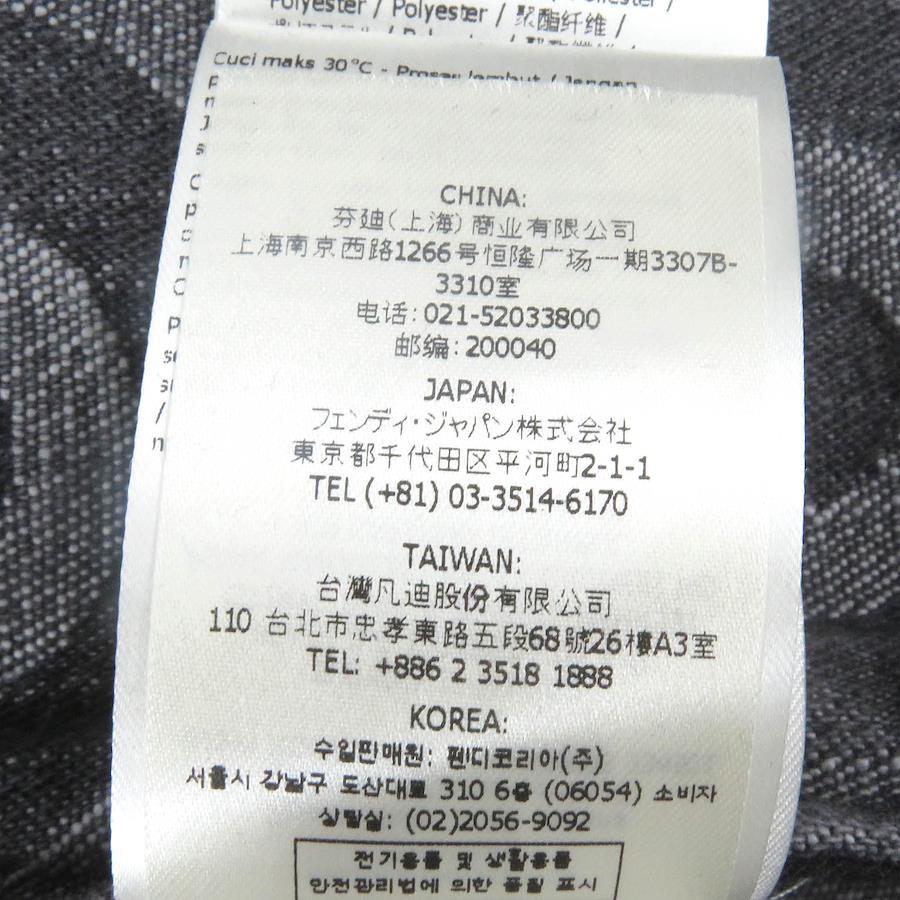 Polyester / Polyester / 聚酯纤维 /
Cuci maks 30°C - Proses lembut / Jangan
CHINA:
芬迪(上海)商业有限公司
上海南京西路1266号恒隆广场一期3307B-
3310室
电话: 021-52033800
邮编: 200040
JAPAN:
フェンディ・ジャパン株式会社
東京都千代田区平河町2-1-1
TEL (+81) 03-3514-6170
TAIWAN:
台灣凡迪股份有限公司
110 台北市忠孝東路五段68號26樓A3室
TEL: +886 2 3518 1888
KOREA:
수입판매원: 펜디코리아(주)
서울시 강남구 도산대로 310 6층 (06054) 소비자
상담실: (02)2056-9092
전기용품 및 생활용품
안전관리법에 의한 품질 표시